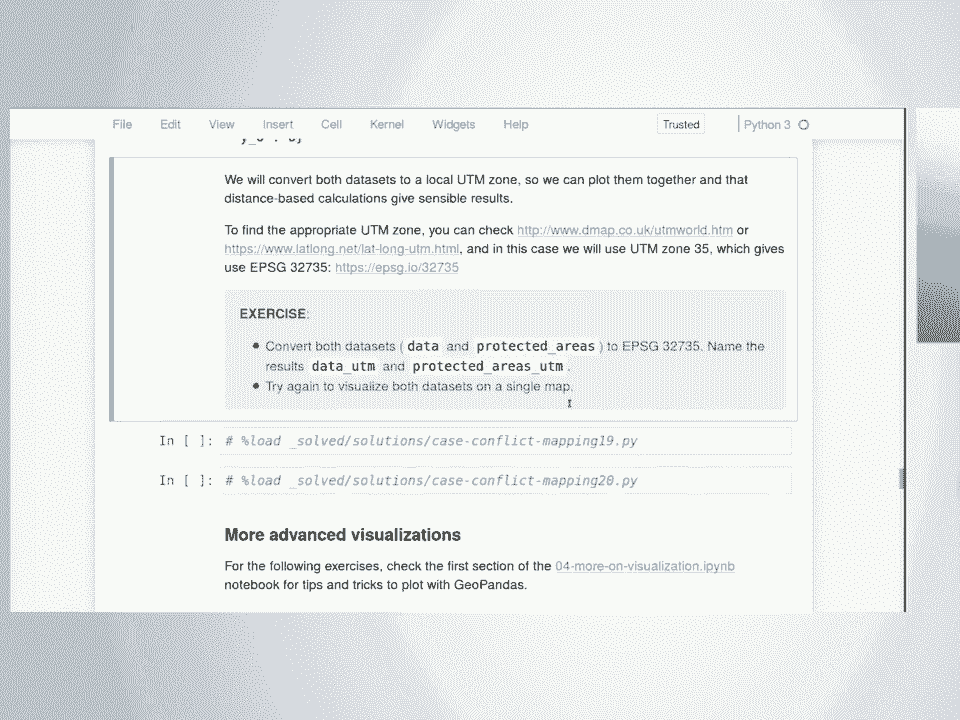 File Edit View Insert Cell Kernel Widgets Help Trusted Python 3
We will convert both datasets to a local UTM zone, so we can plot them together and that
distance-based calculations give sensible results.
To find the appropriate UTM zone, you can check http://www.dmap.co.uk/utmworld.htm or
https://www.latlong.net/lat-long-utm.html, and in this case we will use UTM zone 35, which gives
use EPSG 32735: https://epsg.io/32735
EXERCISE:
Convert both datasets ( data and protected_areas ) to EPSG 32735. Name the
results data_utm and protected_areas_utm .
Try again to visualize both datasets on a single map.
In [ ]: # %load _solved/solutions/case-conflict-mapping19.py
In [ ]: # %load _solved/solutions/case-conflict-mapping20.py
More advanced visualizations
For the following exercises, check the first section of the 04-more-on-visualization.ipynb
notebook for tips and tricks to plot with GeoPandas.